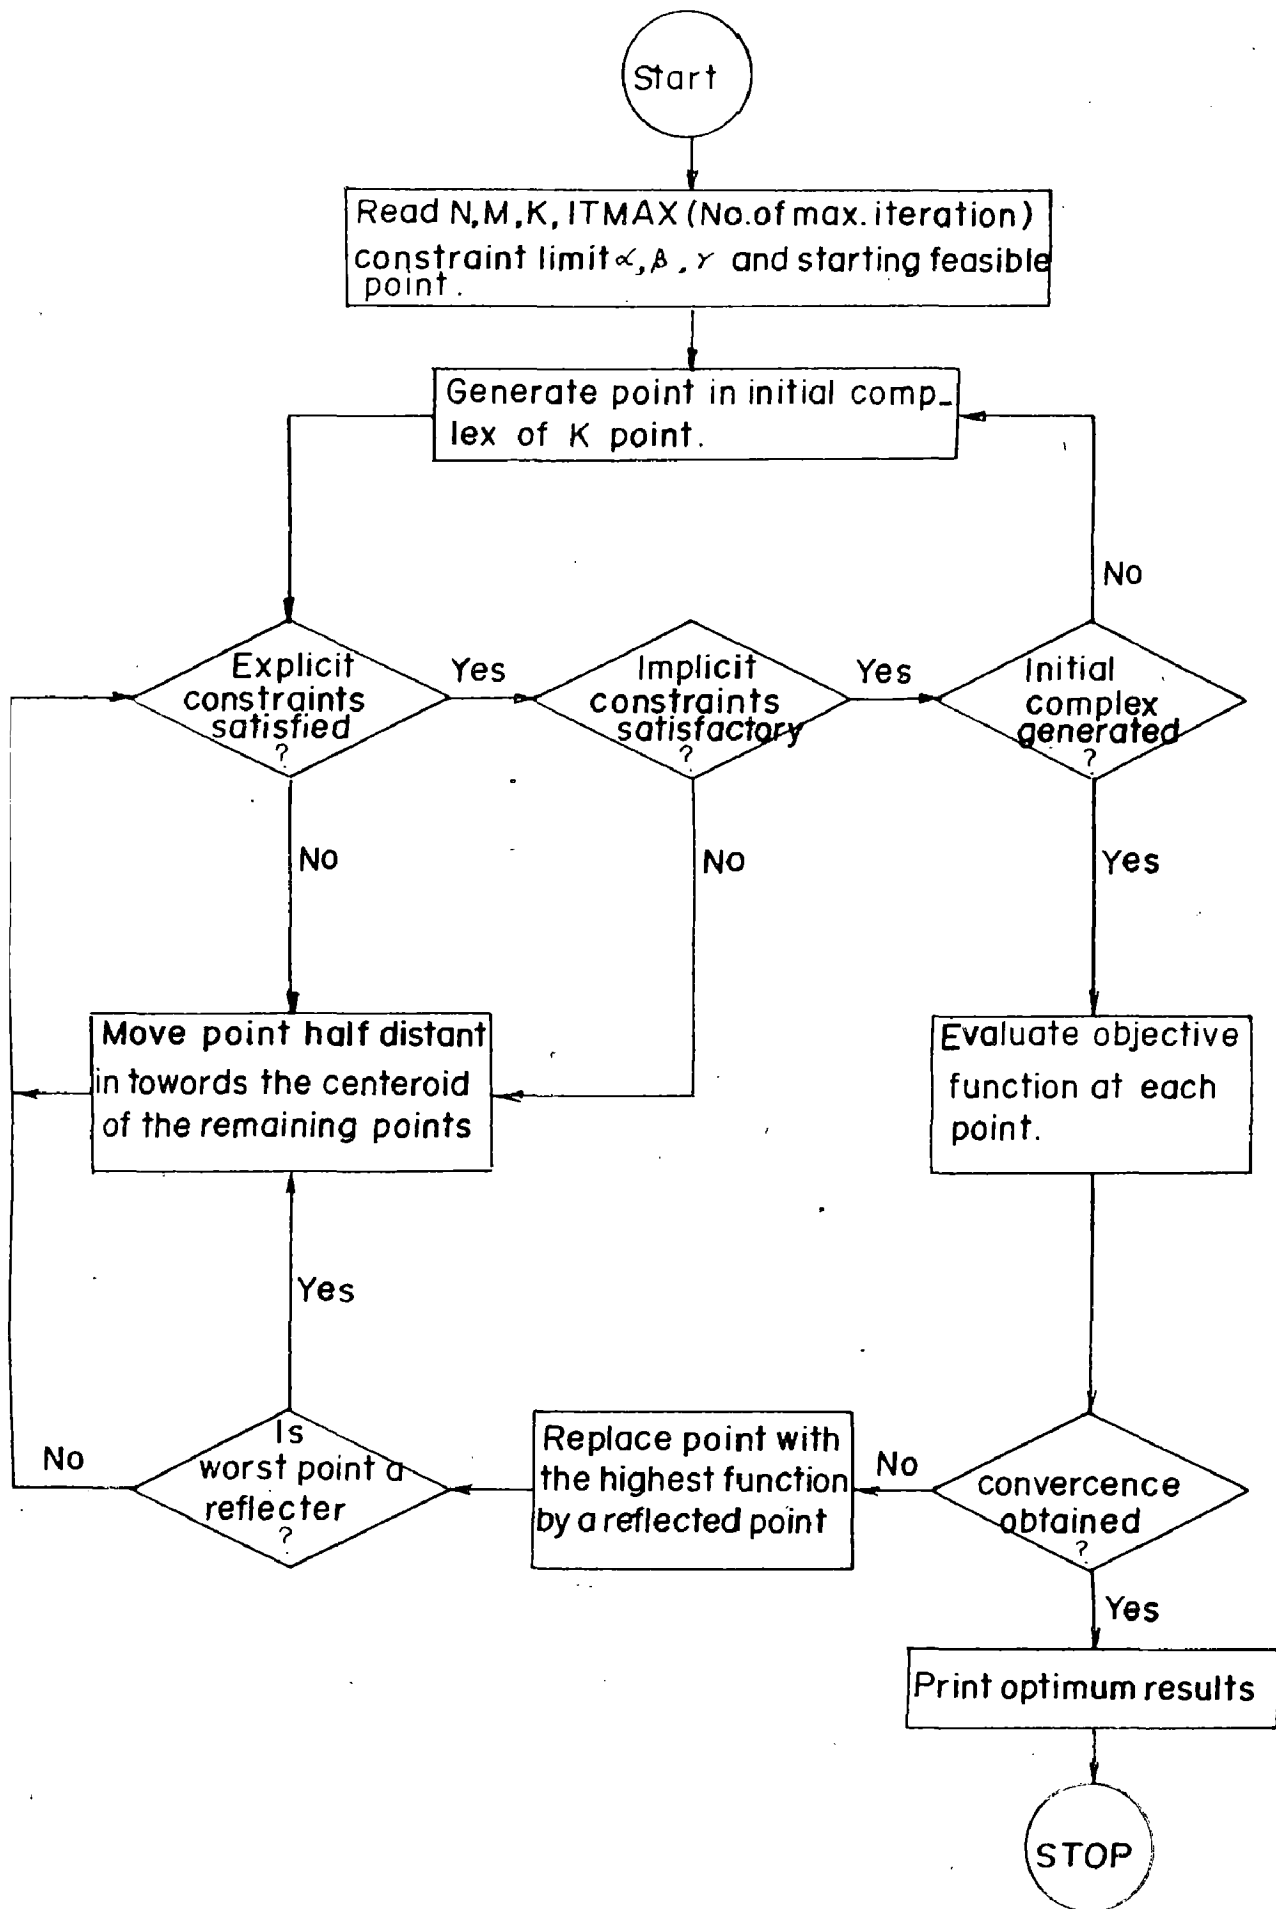 Start
Read N,M,K,ITMAX (No.of max. iteration)
constraint limit ∝, β, γ and starting feasible
point.
Generate point in initial comp-
lex of K point.
No
Explicit
constraints
satisfied
?
Yes
Implicit
constraints
satisfactory
?
Yes
Initial
complex
generated
?
No
No
Yes
Move point half distant
in towords the centeroid
of the remaining points
Evaluate objective
function at each
point.
Yes
Is
worst point a
reflecter
?
No
Replace point with
the highest function
by a reflected point
No
convercence
obtained
?
Yes
Print optimum results
STOP